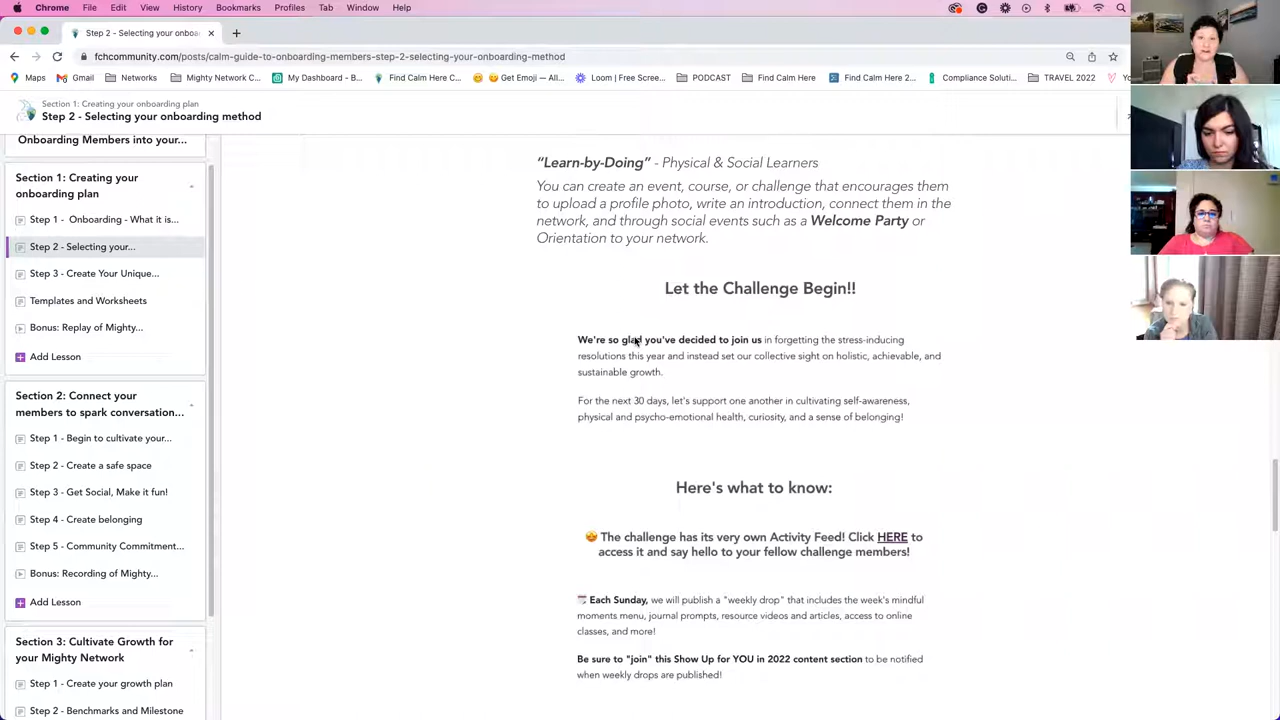 Chrome File Edit View History Bookmarks Profiles Tab Window Help
Step 2 - Selecting your onboa
fchcommunity.com/posts/calm-guide-to-onboarding-members-step-2-selecting-your-onboarding-method
Maps Gmail Networks Mighty Network C... My Dashboard - B... Find Calm Here C... Get Emoji — All... Loom | Free Scree... PODCAST Find Calm Here Find Calm Here 2... Compliance Soluti... TRAVEL 2022
Section 1: Creating your onboarding plan
Step 2 - Selecting your onboarding method
Onboarding Members into your...
Section 1: Creating your
onboarding plan
Step 1 - Onboarding - What it is...
Step 2 - Selecting your...
Step 3 - Create Your Unique...
Templates and Worksheets
Bonus: Replay of Mighty...
Add Lesson
Section 2: Connect your
members to spark conversation...
Step 1 - Begin to cultivate your...
Step 2 - Create a safe space
Step 3 - Get Social, Make it fun!
Step 4 - Create belonging
Step 5 - Community Commitment...
Bonus: Recording of Mighty...
Add Lesson
Section 3: Cultivate Growth for
your Mighty Network
Step 1 - Create your growth plan
Step 2 - Benchmarks and Milestone
“Learn-by-Doing” - Physical & Social Learners
You can create an event, course, or challenge that encourages them
to upload a profile photo, write an introduction, connect them in the
network, and through social events such as a Welcome Party or
Orientation to your network.
Let the Challenge Begin!!
We're so glad you've decided to join us in forgetting the stress-inducing
resolutions this year and instead set our collective sight on holistic, achievable, and
sustainable growth.
For the next 30 days, let's support one another in cultivating self-awareness,
physical and psycho-emotional health, curiosity, and a sense of belonging!
Here's what to know:
🤩 The challenge has its very own Activity Feed! Click HERE to
access it and say hello to your fellow challenge members!
📆 Each Sunday, we will publish a "weekly drop" that includes the week's mindful
moments menu, journal prompts, resource videos and articles, access to online
classes, and more!
Be sure to "join" this Show Up for YOU in 2022 content section to be notified
when weekly drops are published!